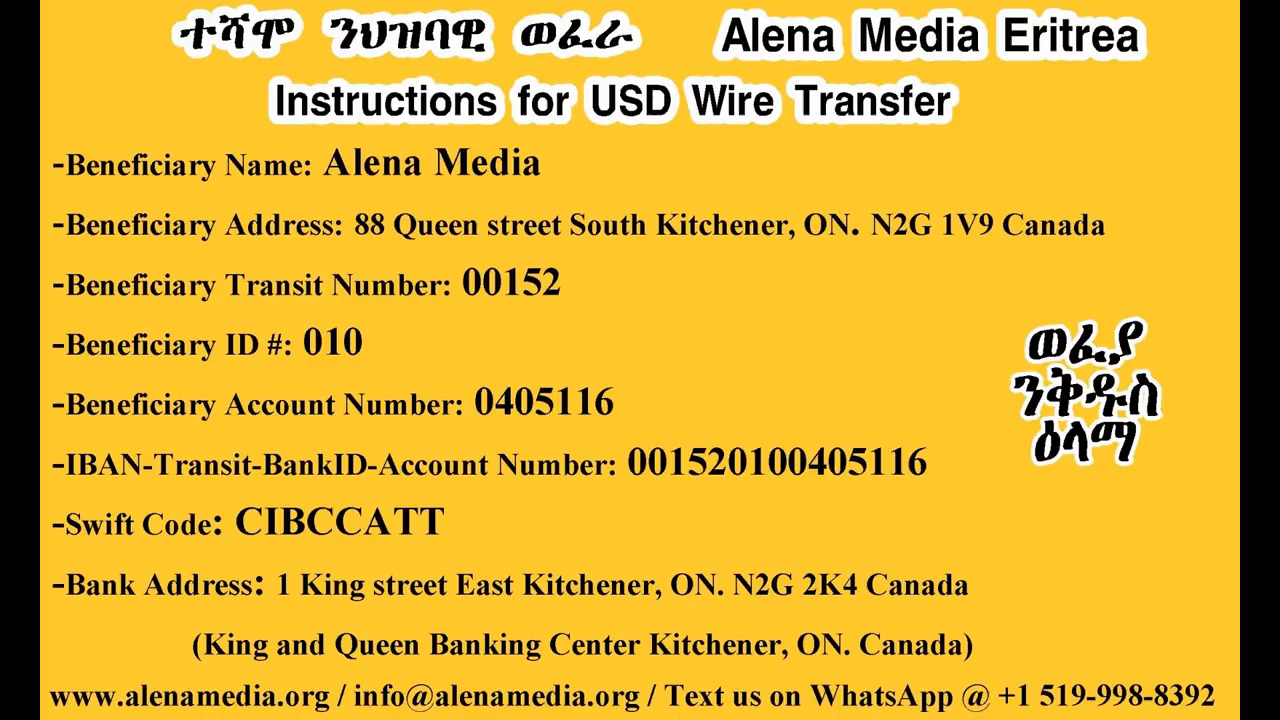 ተሻሞ ንህዝባዊ ወፈራ Alena Media Eritrea
Instructions for USD Wire Transfer
-Beneficiary Name: Alena Media
-Beneficiary Address: 88 Queen street South Kitchener, ON. N2G 1V9 Canada
-Beneficiary Transit Number: 00152
-Beneficiary ID #: 010
-Beneficiary Account Number: 0405116
-IBAN-Transit-BankID-Account Number: 001520100405116
-Swift Code: CIBCCATT
-Bank Address: 1 King street East Kitchener, ON. N2G 2K4 Canada
(King and Queen Banking Center Kitchener, ON. Canada)
www.alenamedia.org / info@alenamedia.org / Text us on WhatsApp @ +1 519-998-8392
ወፈያ
ንቅዱስ
ዕላማ